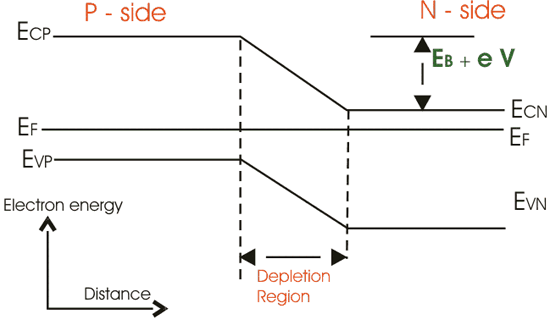 P - side
N - side
ECP
EB + e V
ECN
EF
EF
EVP
EVN
Electron energy
Distance
Depletion
Region